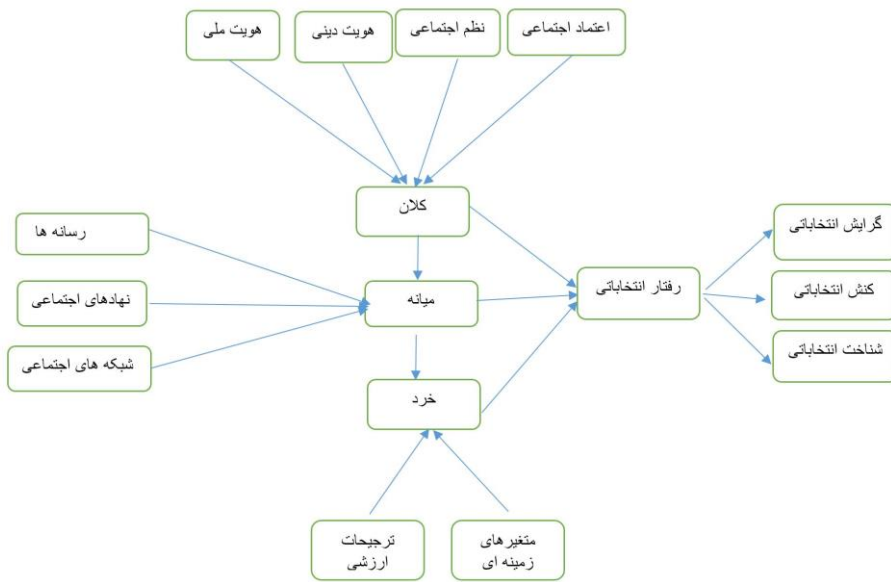 اعتماد اجتماعی
نظم اجتماعی
هویت دینی
هویت ملی
کلان
رسانه ها
گرایش انتخاباتی
رفتار انتخاباتی
میانه
نهادهای اجتماعی
کنش انتخاباتی
شناخت انتخاباتی
شبکه های اجتماعی
خرد
متغیرهای
زمینه ای
ترجیحات
ارزشی